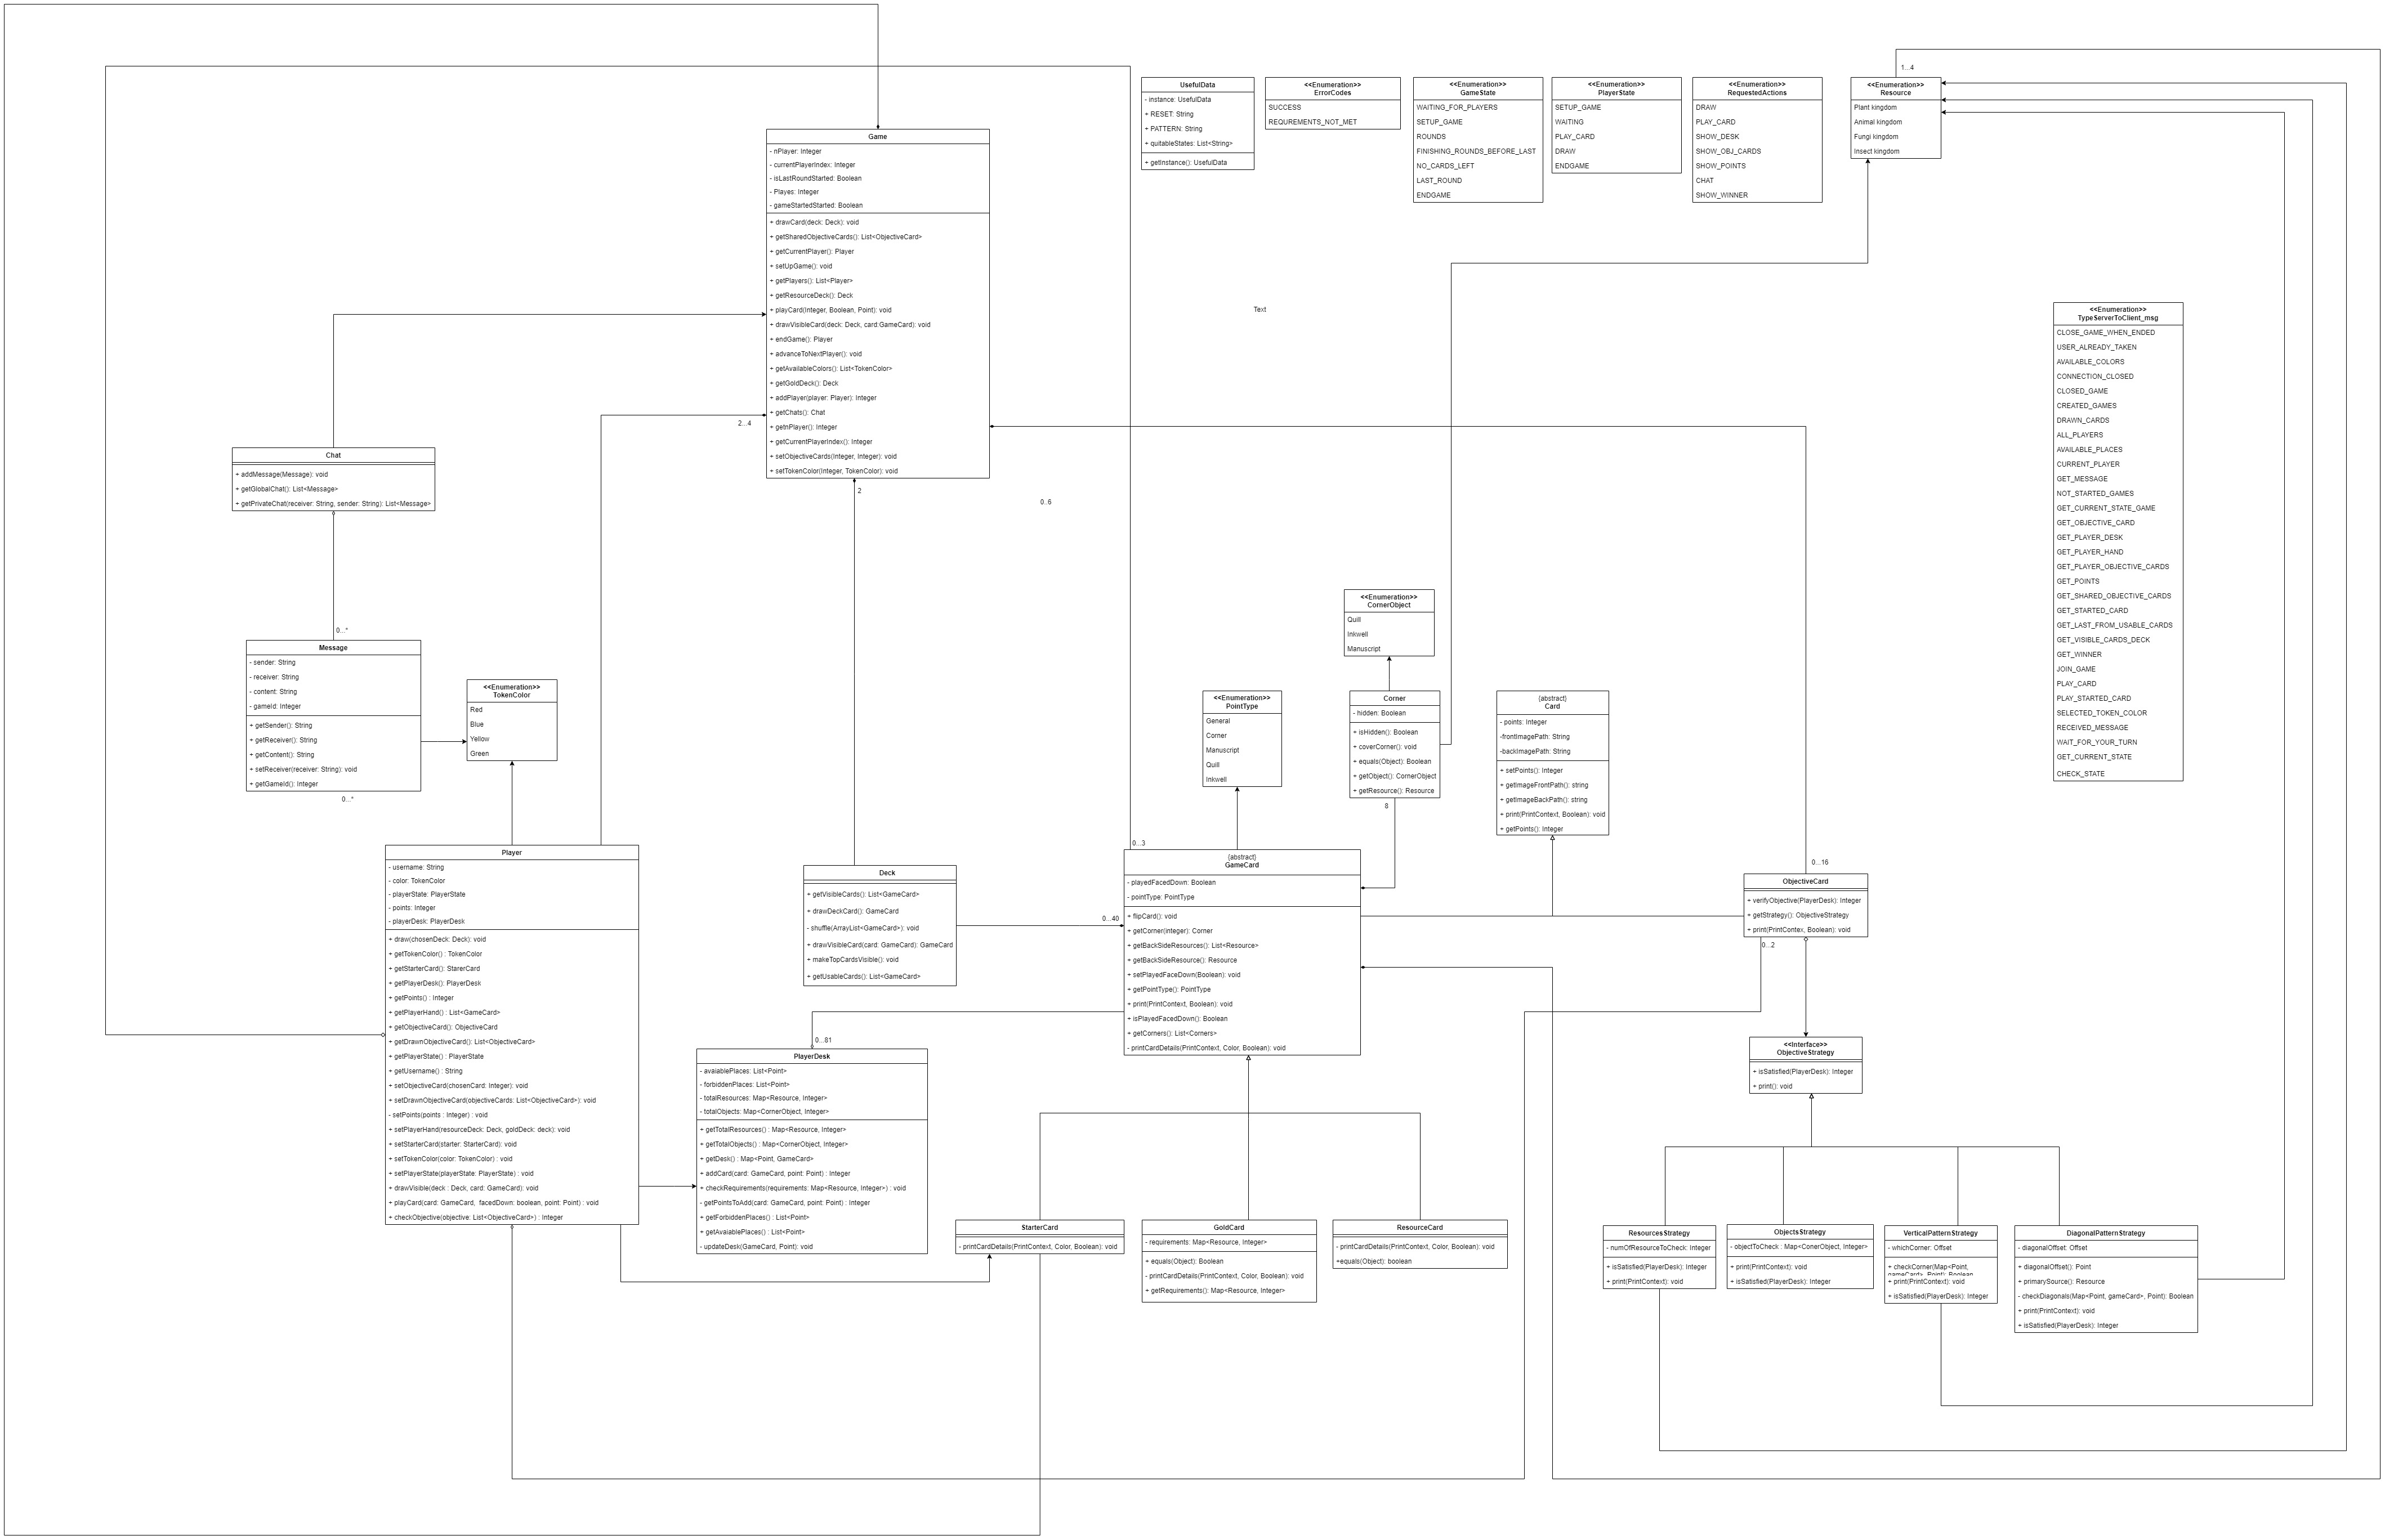 1...4
UsefulData
- instance: UsefulData
+ RESET: String
+ PATTERN: String
+ quitableStates: List<String>
+ getInstance(): UsefulData
<<Enumeration>>
ErrorCodes
SUCCESS
REQUREMENTS_NOT_MET
<<Enumeration>>
GameState
WAITING_FOR_PLAYERS
SETUP_GAME
ROUNDS
FINISHING_ROUNDS_BEFORE_LAST
NO_CARDS_LEFT
LAST_ROUND
ENDGAME
<<Enumeration>>
PlayerState
SETUP_GAME
WAITING
PLAY_CARD
DRAW
ENDGAME
<<Enumeration>>
RequestedActions
DRAW
PLAY_CARD
SHOW_DESK
SHOW_OBJ_CARDS
SHOW_POINTS
CHAT
SHOW_WINNER
<<Enumeration>>
Resource
Plant kingdom
Animal kingdom
Fungi kingdom
Insect kingdom
Game
- nPlayer: Integer
- currentPlayerIndex: Integer
- isLastRoundStarted: Boolean
- Playes: Integer
- gameStartedStarted: Boolean
+ drawCard(deck: Deck): void
+ getSharedObjectiveCards(): List<ObjectiveCard>
+ getCurrentPlayer(): Player
+ setUpGame(): void
+ getPlayers(): List<Player>
+ getResourceDeck(): Deck
+ playCard(Integer, Boolean, Point): void
+ drawVisibleCard(deck: Deck, card:GameCard): void
+ endGame(): Player
+ advanceToNextPlayer(): void
+ getAvailableColors(): List<TokenColor>
+ getGoldDeck(): Deck
+ addPlayer(player: Player): Integer
+ getChats(): Chat
+ getnPlayer(): Integer
+ getCurrentPlayerIndex(): Integer
+ setObjectiveCards(Integer, Integer): void
+ setTokenColor(Integer, TokenColor): void
Text
2...4
2
0..6
<<Enumeration>>
TypeServerToClient_msg
CLOSE_GAME_WHEN_ENDED
USER_ALREADY_TAKEN
AVAILABLE_COLORS
CONNECTION_CLOSED
CLOSED_GAME
CREATED_GAMES
DRAWN_CARDS
ALL_PLAYERS
AVAILABLE_PLACES
CURRENT_PLAYER
GET_MESSAGE
NOT_STARTED_GAMES
GET_CURRENT_STATE_GAME
GET_OBJECTIVE_CARD
GET_PLAYER_DESK
GET_PLAYER_HAND
GET_PLAYER_OBJECTIVE_CARDS
GET_POINTS
GET_SHARED_OBJECTIVE_CARDS
GET_STARTED_CARD
GET_LAST_FROM_USABLE_CARDS
GET_VISIBLE_CARDS_DECK
GET_WINNER
JOIN_GAME
PLAY_CARD
PLAY_STARTED_CARD
SELECTED_TOKEN_COLOR
RECEIVED_MESSAGE
WAIT_FOR_YOUR_TURN
GET_CURRENT_STATE
CHECK_STATE
Chat
+ addMessage(Message): void
+ getGlobalChat(): List<Message>
+ getPrivateChat(receiver: String, sender: String): List<Message>
0...*
Message
- sender: String
- receiver: String
- content: String
- gameId: Integer
+ getSender(): String
+ getReceiver(): String
+ getContent(): String
+ setReceiver(receiver: String): void
+ getGameId(): Integer
0...*
<<Enumeration>>
TokenColor
Red
Blue
Yellow
Green
<<Enumeration>>
CornerObject
Quill
Inkwell
Manuscript
<<Enumeration>>
PointType
General
Corner
Manuscript
Quill
Inkwell
Corner
- hidden: Boolean
+ isHidden(): Boolean
+ coverCorner(): void
+ equals(Object): Boolean
+ getObject(): CornerObject
+ getResource(): Resource
8
{abstract}
Card
- points: Integer
-frontImagePath: String
-backImagePath: String
+ setPoints(): Integer
+ getImageFrontPath(): string
+ getImageBackPath(): string
+ print(PrintContext, Boolean): void
+ getPoints(): Integer
Player
- username: String
- color: TokenColor
- playerState: PlayerState
- points: Integer
- playerDesk: PlayerDesk
+ draw(chosenDeck: Deck): void
+ getTokenColor() : TokenColor
+ getStarterCard(): StarerCard
+ getPlayerDesk(): PlayerDesk
+ getPoints() : Integer
+ getPlayerHand() : List<GameCard>
+ getObjectiveCard(): ObjectiveCard
+ getDrawnObjectiveCard(): List<ObjectiveCard>
+ getPlayerState() : PlayerState
+ getUsername() : String
+ setObjectiveCard(chosenCard: Integer): void
+ setDrawnObjectiveCard(objectiveCards: List<ObjectiveCard>): void
- setPoints(points : Integer) : void
+ setPlayerHand(resourceDeck: Deck, goldDeck: deck): void
+ setStarterCard(starter: StarterCard): void
+ setTokenColor(color: TokenColor) : void
+ setPlayerState(playerState: PlayerState) : void
+ drawVisible(deck : Deck, card: GameCard): void
+ playCard(card: GameCard,  facedDown: boolean, point: Point) : void
+ checkObjective(objective: List<ObjectiveCard>) : Integer
Deck
+ getVisibleCards(): List<GameCard>
+ drawDeckCard(): GameCard
- shuffle(ArrayList<GameCard>): void
+ drawVisibleCard(card: GameCard): GameCard
+ makeTopCardsVisible(): void
+ getUsableCards(): List<GameCard>
0...3
0...40
{abstract}
GameCard
- playedFacedDown: Boolean
- pointType: PointType
+ flipCard(): void
+ getCorner(integer): Corner
+ getBackSideResources(): List<Resource>
+ getBackSideResource(): Resource
+ setPlayedFaceDown(Boolean): void
+ getPointType(): PointType
+ print(PrintContext, Boolean): void
+ isPlayedFacedDown(): Boolean
+ getCorners(): List<Corners>
- printCardDetails(PrintContext, Color, Boolean): void
0...16
ObjectiveCard
+ verifyObjective(PlayerDesk): Integer
+ getStrategy(): ObjectiveStrategy
+ print(PrintContex, Boolean): void
0...2
0...81
PlayerDesk
- avaiablePlaces: List<Point>
- forbiddenPlaces: List<Point>
- totalResources: Map<Resource, Integer>
- totalObjects: Map<CornerObject, Integer>
+ getTotalResources() : Map<Resource, Integer>
+ getTotalObjects() : Map<CornerObject, Integer>
+ getDesk() : Map<Point, GameCard>
+ addCard(card: GameCard, point: Point) : Integer
+ checkRequirements(requirements: Map<Resource, Integer>) : void
- getPointsToAdd(card: GameCard, point: Point) : Integer
+ getForbiddenPlaces() : List<Point>
+ getAvaialePlaces() : List<Point>
- updateDesk(GameCard, Point): void
<<Interface>>
ObjectiveStrategy
+ isSatisfied(PlayerDesk): Integer
+ print(): void
StarterCard
- printCardDetails(PrintContext, Color, Boolean): void
GoldCard
- requirements: Map<Resource, Integer>
+ equals(Object): Boolean
- printCardDetails(PrintContext, Color, Boolean): void
+ getRequirements(): Map<Resource, Integer>
ResourceCard
- printCardDetails(PrintContext, Color, Boolean): void
+equals(Object): boolean
ResourcesStrategy
- numOfResourceToCheck: Integer
+ isSatisfied(PlayerDesk): Integer
+ print(PrintContext): void
ObjectsStrategy
- objectToCheck : Map<ConerObject, Integer>
+ print(PrintContext): void
+ isSatisfied(PlayerDesk): Integer
VerticalPatternStrategy
- whichCorner: Offset
+ checkCorner(Map<Point,
gameCard>, Point): Boolean
+ print(PrintContext): void
+ isSatisfied(PlayerDesk): Integer
DiagonalPatternStrategy
- diagonalOffset: Offset
+ diagonalOffset(): Point
+ primarySource(): Resource
- checkDiagonals(Map<Point, gameCard>, Point): Boolean
+ print(PrintContext): void
+ isSatisfied(PlayerDesk): Integer